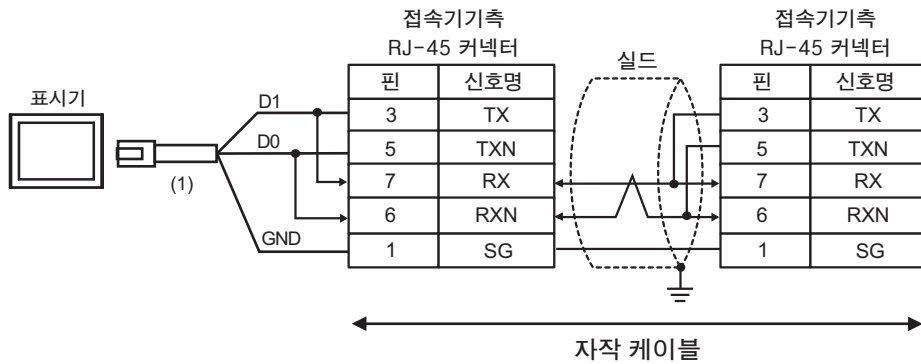 접속기기측
RJ-45 커넥터
접속기기측
RJ-45 커넥터
실드
표시기
D1
D0
GND
(1)
핀 신호명
3 TX
5 TXN
7 RX
6 RXN
1 SG
핀 신호명
3 TX
5 TXN
7 RX
6 RXN
1 SG
자작 케이블